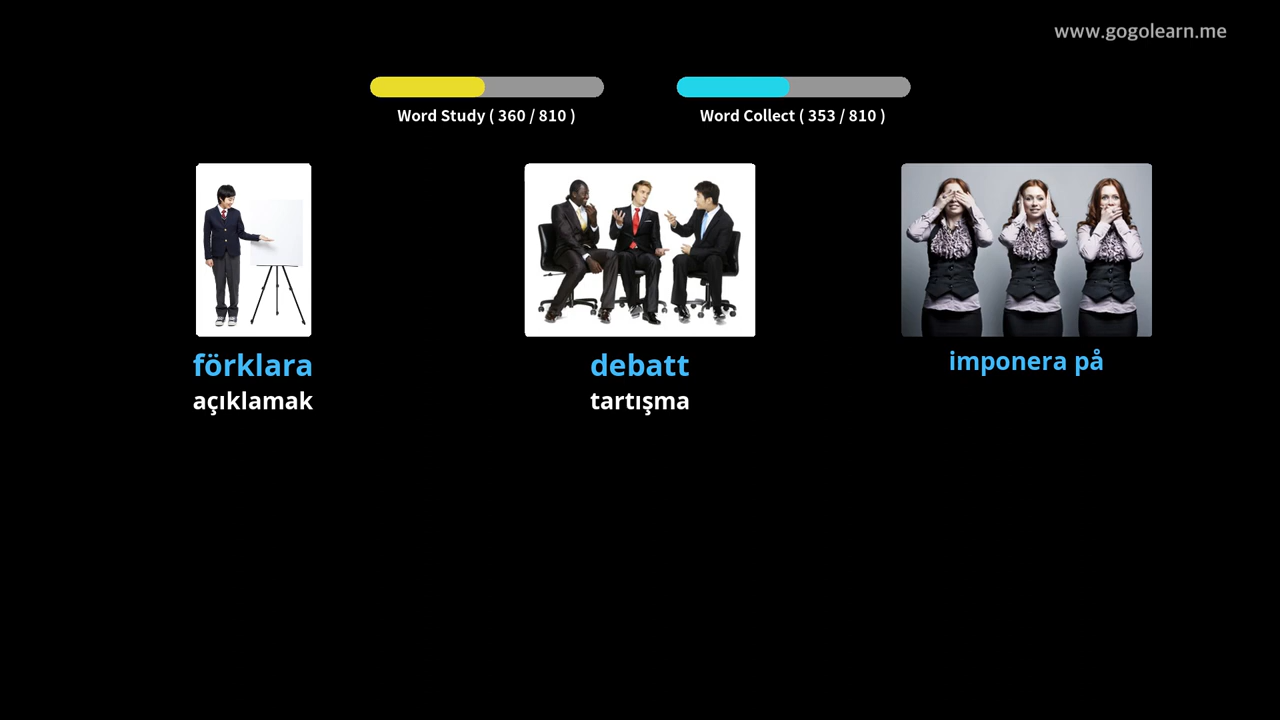 www.gogolearn.me
Word Study ( 360 / 810 )
Word Collect ( 353 / 810 )
förklara
açıklamak
debatt
tartışma
imponera på